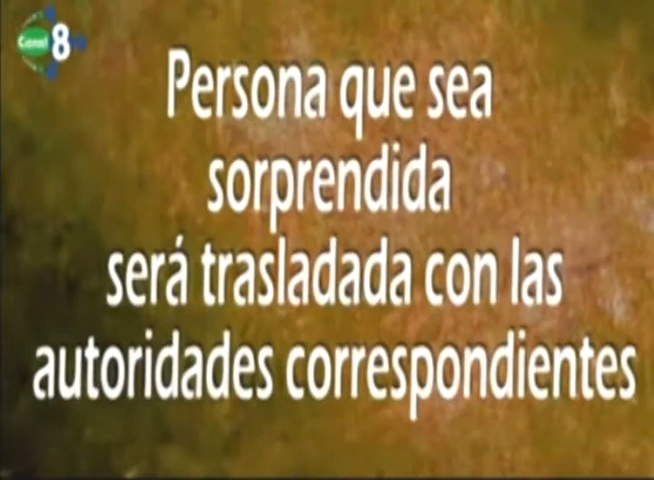 Canal 8
Persona que sea
sorprendida
será trasladada con las
autoridades correspondientes